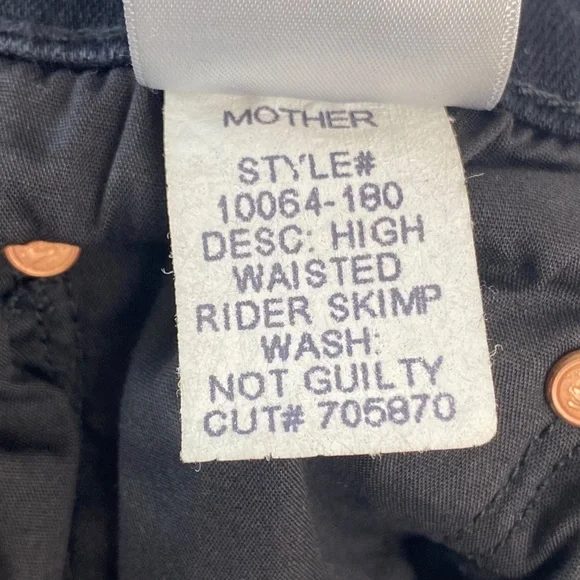 MOTHER
STYLE#
10064-180
DESC: HIGH
WAISTED
RIDER SKIMP
WASH:
NOT GUILTY
CUT# 705870